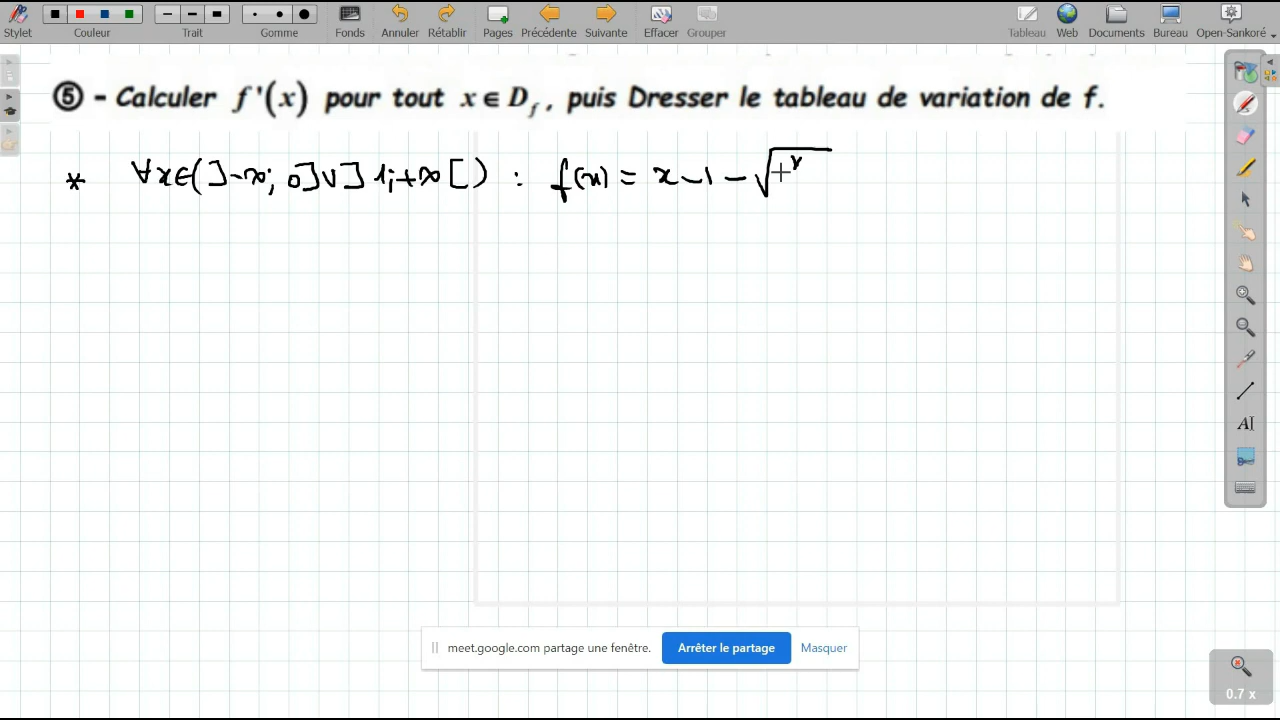 Stylet Couleur Trait Gomme Fonds Annuler Rétablir Pages Précédente Suivante Effacer Grouper Tableau Web Documents Bureau Open-Sankoré
⑤ - Calculer f'(x) pour tout x ∈ D_f, puis Dresser le tableau de variation de f.
* ∀x∈(]-∞; 0]∪]1;+∞[) : f(x) = x-1-√
AI
meet.google.com partage une fenêtre. Arrêter le partage Masquer
0.7 x